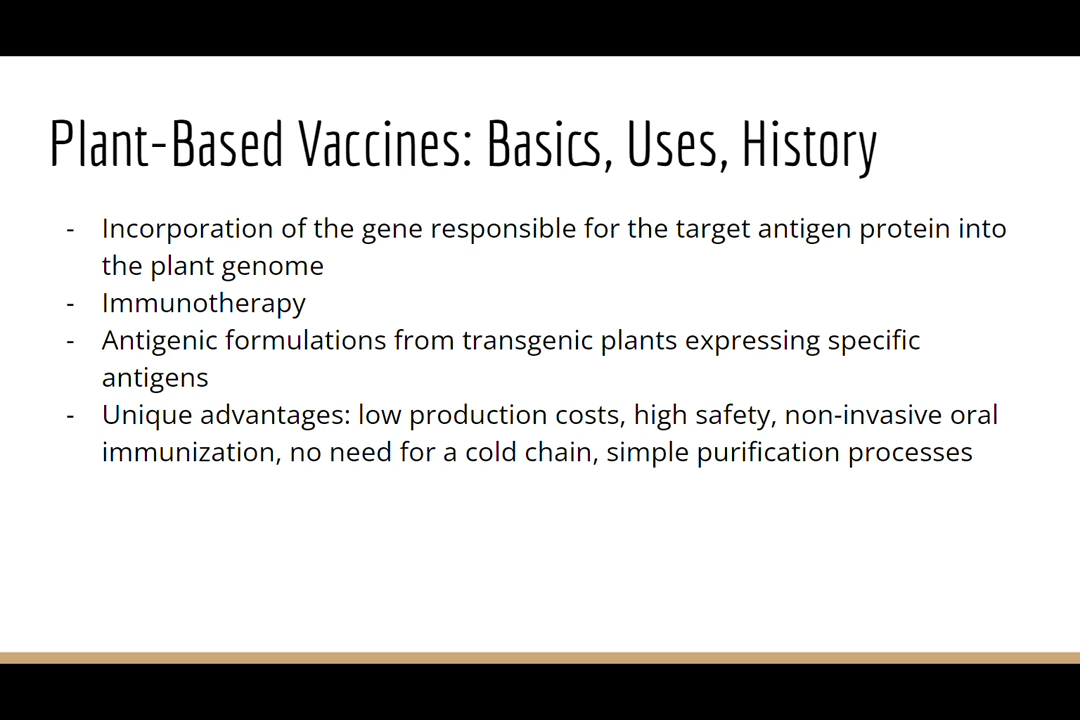 Plant-Based Vaccines: Basics, Uses, History
- Incorporation of the gene responsible for the target antigen protein into
the plant genome
- Immunotherapy
- Antigenic formulations from transgenic plants expressing specific
antigens
- Unique advantages: low production costs, high safety, non-invasive oral
immunization, no need for a cold chain, simple purification processes